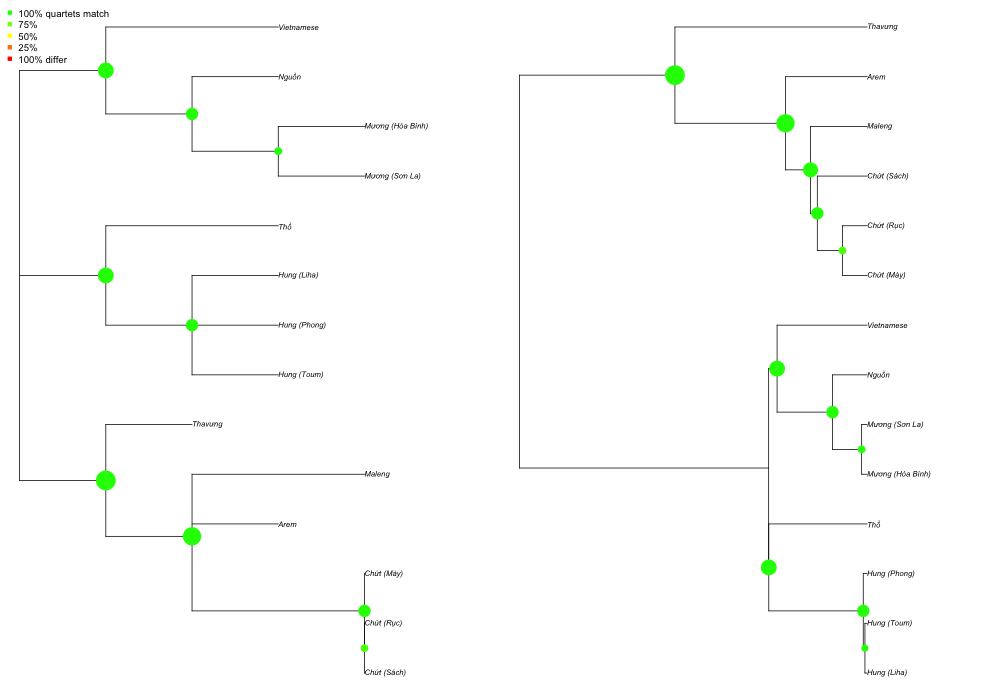 100% quartets match
75%
50%
25%
100% differ
Vietnamese
Nguồn
Mương (Hòa Bình)
Mương (Sơn La)
Thổ
Hung (Liha)
Hung (Phong)
Hung (Toum)
Thavưng
Maleng
Arem
Chứt (Mày)
Chứt (Rục)
Chứt (Sách)
Thavưng
Arem
Maleng
Chứt (Sách)
Chứt (Rục)
Chứt (Mày)
Vietnamese
Nguồn
Mương (Sơn La)
Mương (Hòa Bình)
Thổ
Hung (Phong)
Hung (Toum)
Hung (Liha)